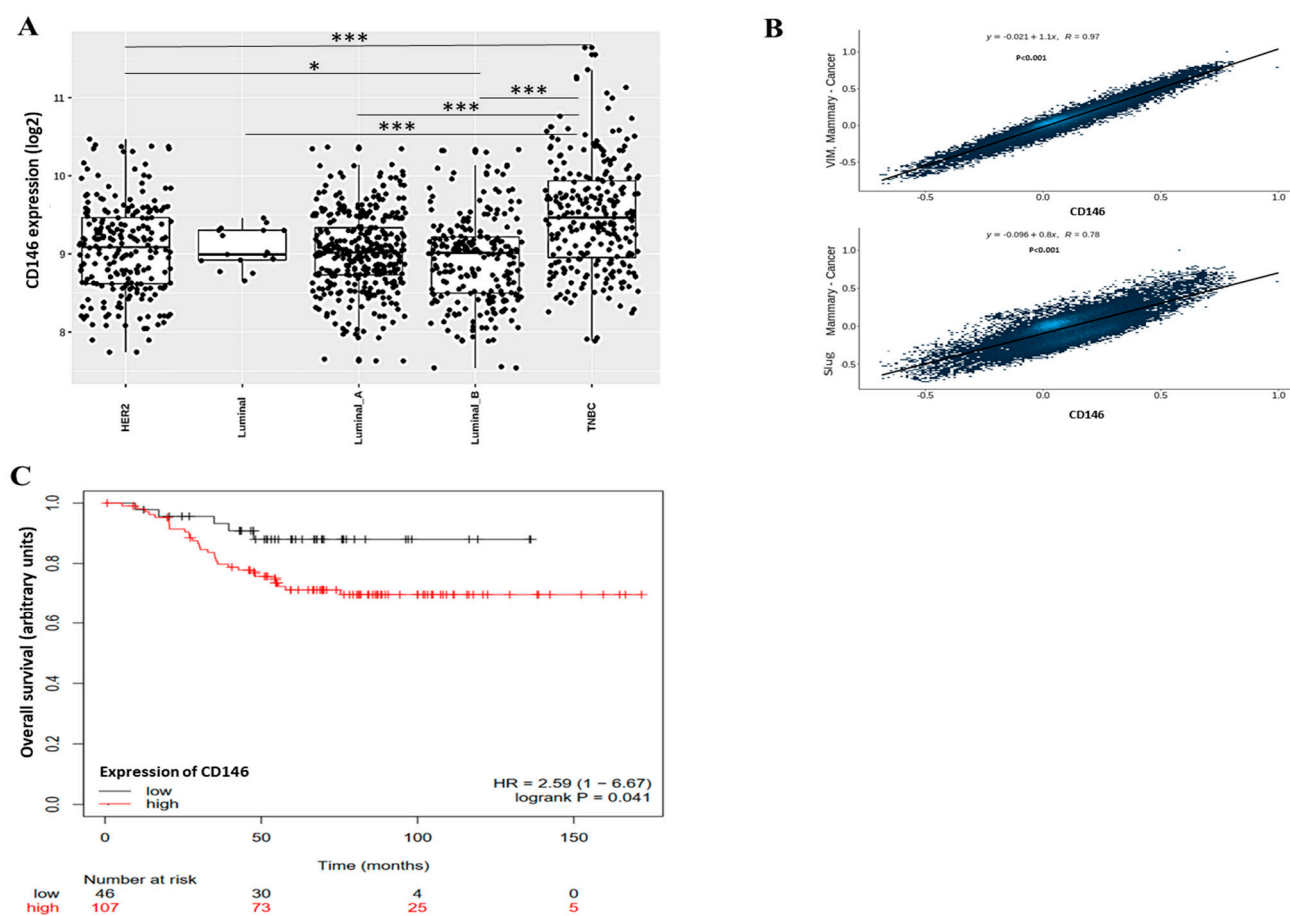 A
***
*
***
***
***
CD146 expression (log2)
11
10
9
8
HER2
Luminal
Luminal_A
Luminal_B
TNBC
B
y = -0.021 + 1.1x, R = 0.97
P<0.001
VIM, Mammary - Cancer
1.0
0.5
0.0
-0.5
-0.5 0.0 0.5 1.0
CD146
y = -0.096 + 0.8x, R = 0.78
P<0.001
Slug Mammary - Cancer
1.0
0.5
0.0
-0.5
-0.5 0.0 0.5 1.0
CD146
C
Overall survival (arbitrary units)
1.0
0.8
0.6
0.4
0.2
0.0
Expression of CD146
low
high
HR = 2.59 (1 − 6.67)
logrank P = 0.041
0 50 100 150
Time (months)
Number at risk
low 46 30 4 0
high 107 73 25 5